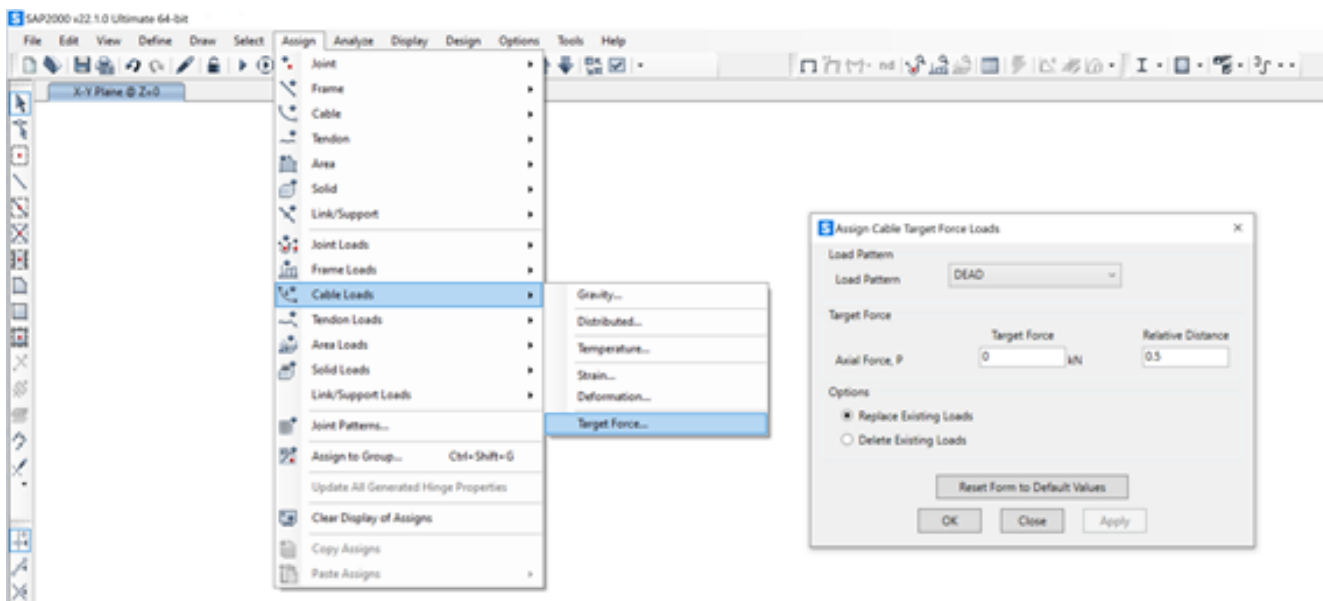 SAP2000 v22.1.0 Ultimate 64-bit
File Edit View Define Draw Select Assign Analyze Display Design Options Tools Help
nd
X-Y Plane @ Z=0
Joint
Frame
Cable
Tendon
Area
Solid
Link/Support
Joint Loads
Frame Loads
Cable Loads
Tendon Loads
Area Loads
Solid Loads
Link/Support Loads
Joint Patterns...
Assign to Group... Ctrl+Shift+G
Update All Generated Hinge Properties
Clear Display of Assigns
Copy Assigns
Paste Assigns
Gravity...
Distributed...
Temperature...
Strain...
Deformation...
Target Force...
Assign Cable Target Force Loads
Load Pattern
Load Pattern DEAD
Target Force
Target Force Relative Distance
Axial Force, P 0 kN 0.5
Options
Replace Existing Loads
Delete Existing Loads
Reset Form to Default Values
OK Close Apply